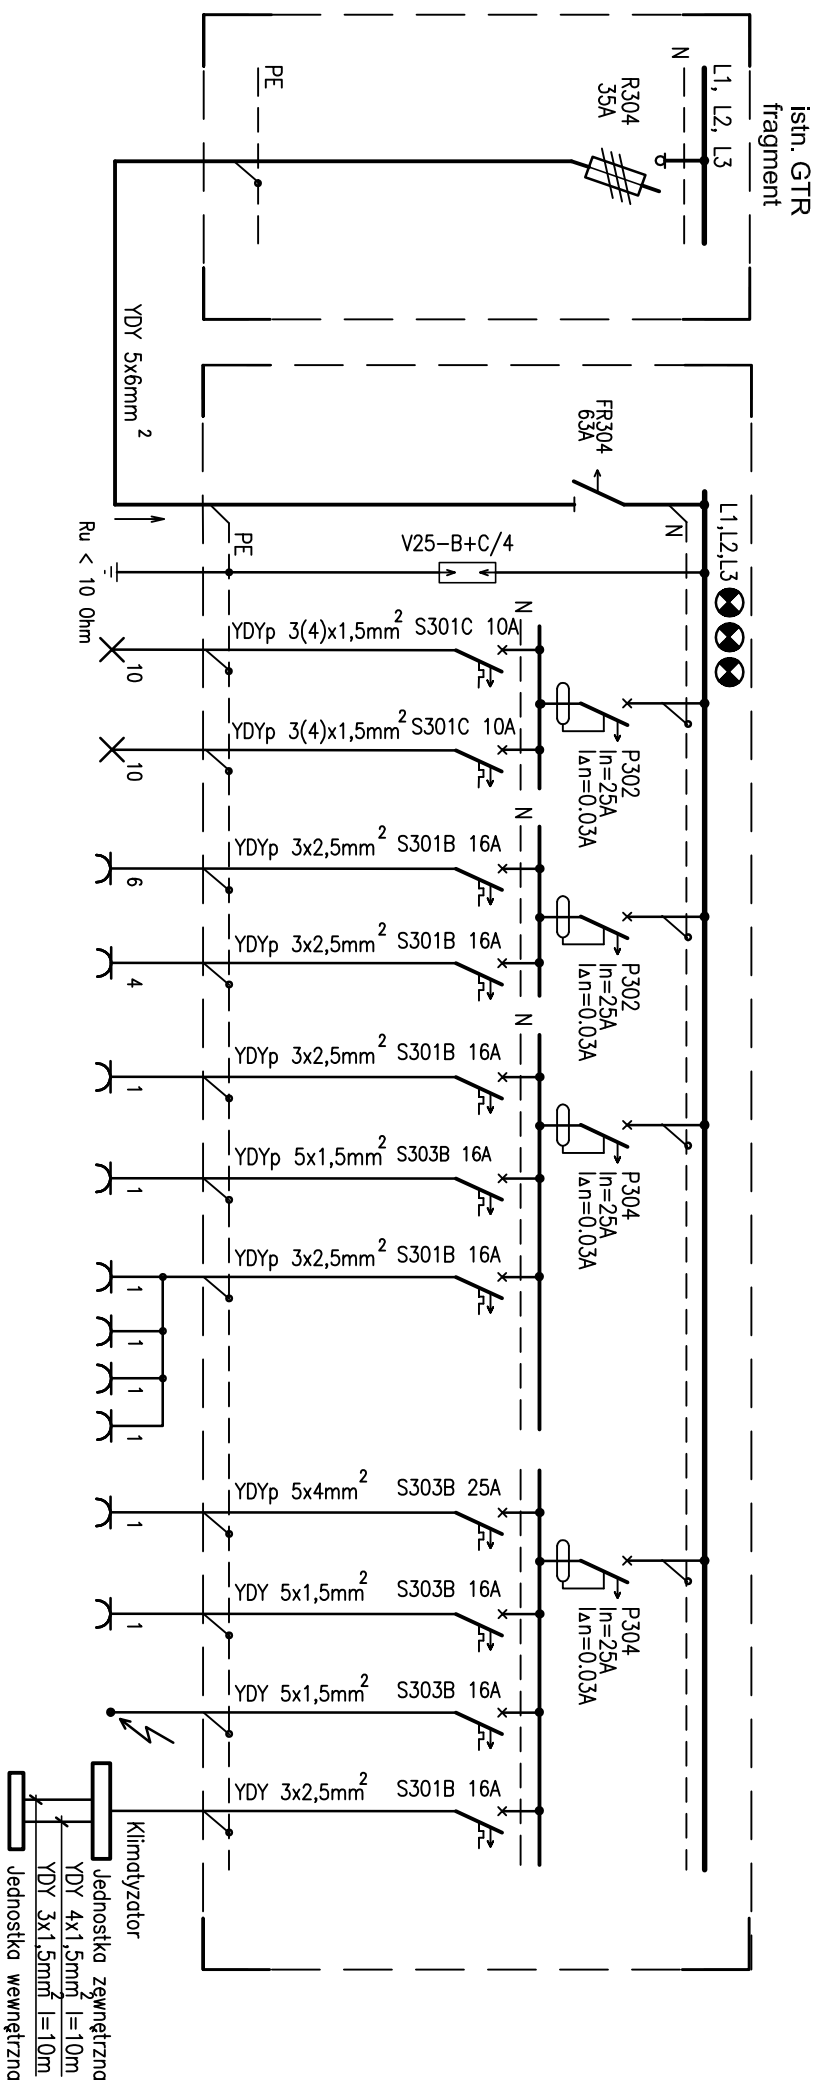 istn. GTR
fragment
L1, L2, L3
N
R304
35A
PE
YDY 5x6mm²
FR304
63A
L1,L2,L3
N
PE
Ru < 10 Ohm
V25-B+C/4
N
YDYp 3(4)x1,5mm² S301C 10A
10
P302
In=25A
I∆n=0.03A
YDYp 3(4)x1,5mm² S301C 10A
10
N
YDYp 3x2,5mm² S301B 16A
6
P302
In=25A
I∆n=0.03A
YDYp 3x2,5mm² S301B 16A
4
N
YDYp 3x2,5mm² S301B 16A
1
P304
In=25A
I∆n=0.03A
YDYp 5x1,5mm² S303B 16A
1
YDYp 3x2,5mm² S301B 16A
1
1
1
1
YDYp 5x4mm² S303B 25A
1
P304
In=25A
I∆n=0.03A
YDY 5x1,5mm² S303B 16A
1
YDY 5x1,5mm² S303B 16A
YDY 3x2,5mm² S301B 16A
Klimatyzator
Jednostka zęwnętrzna
YDY 4x1,5mm² l=10m
YDY 3x1,5mm² l=10m
Jednostka wewnętrzna